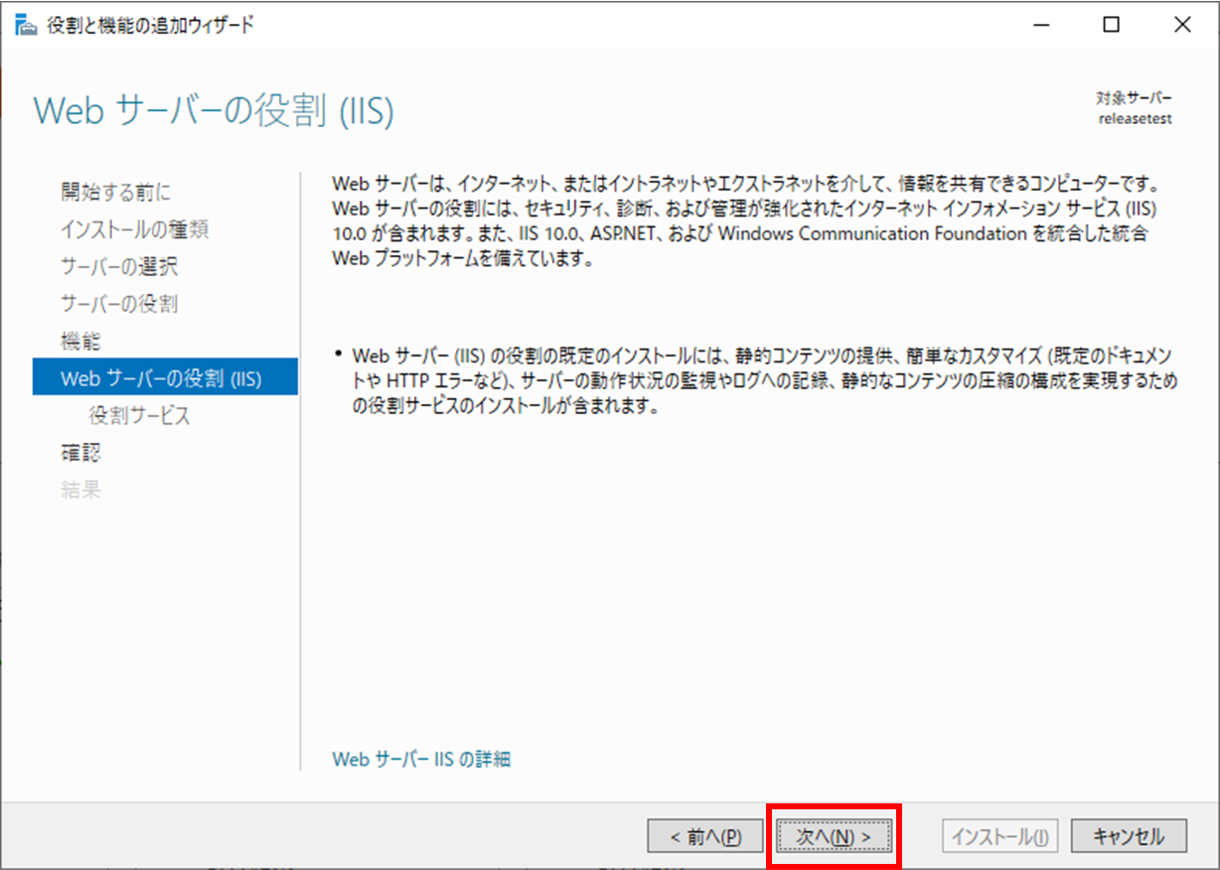 役割と機能の追加ウィザード
Web サーバーの役割 (IIS)
対象サーバー
releasetest
開始する前に
インストールの種類
サーバーの選択
サーバーの役割
機能
Web サーバーの役割 (IIS)
役割サービス
確認
結果
Web サーバーは、インターネット、またはイントラネットやエクストラネットを介して、情報を共有できるコンピューターです。
Web サーバーの役割には、セキュリティ、診断、および管理が強化されたインターネット インフォメーション サービス (IIS)
10.0 が含まれます。また、IIS 10.0、ASP.NET、および Windows Communication Foundation を統合した統合
Web プラットフォームを備えています。
• Web サーバー (IIS) の役割の既定のインストールには、静的コンテンツの提供、簡単なカスタマイズ (既定のドキュメン
トや HTTP エラーなど)、サーバーの動作状況の監視やログへの記録、静的なコンテンツの圧縮の構成を実現するため
の役割サービスのインストールが含まれます。
Web サーバー IIS の詳細
< 前へ(P)
次へ(N) >
インストール(I)
キャンセル